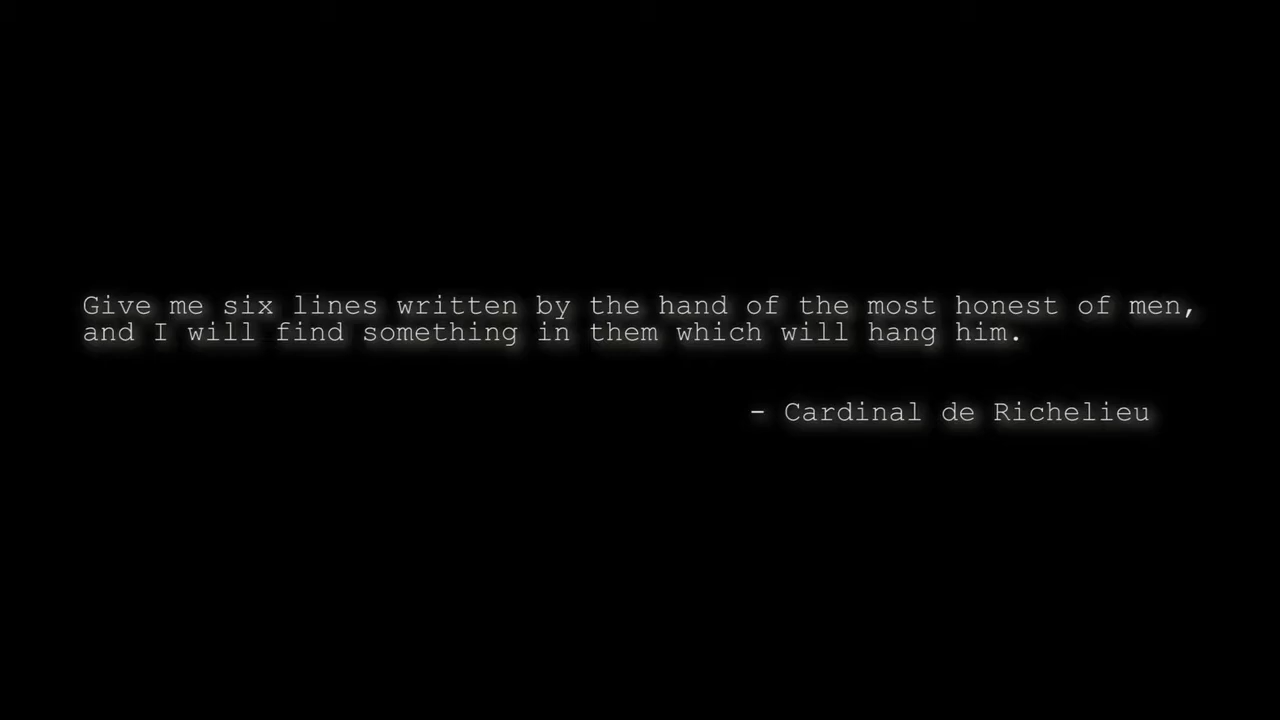 Give me six lines written by the hand of the most honest of men,
and I will find something in them which will hang him.
- Cardinal de Richelieu